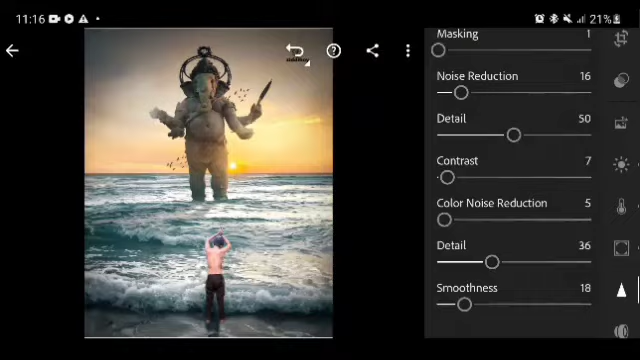 11:16
21%
Masking 1
Noise Reduction 16
Detail 50
Contrast 7
Color Noise Reduction 5
Detail 36
Smoothness 18